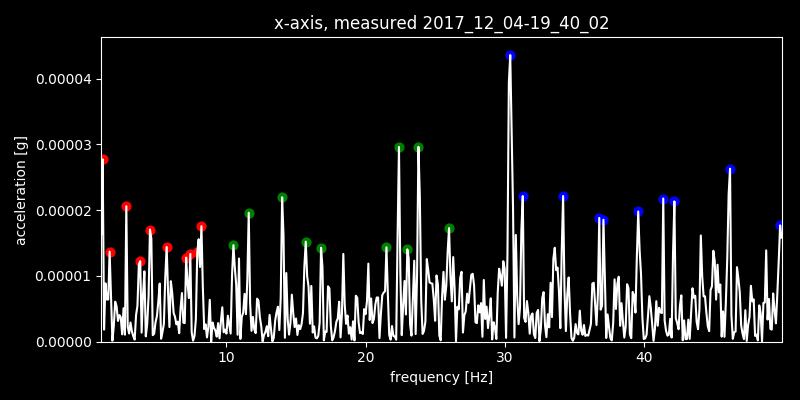 x-axis, measured 2017_12_04-19_40_02
0.00004
0.00003
0.00002
0.00001
0.00000
acceleration [g]
10 20 30 40
frequency [Hz]